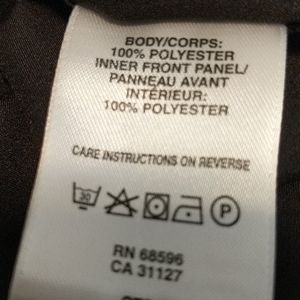 BODY/CORPS:
100% POLYESTER
INNER FRONT PANEL/
PANNEAU AVANT
INTÉRIEUR:
100% POLYESTER
CARE INSTRUCTIONS ON REVERSE
30 P
RN 68596
CA 31127